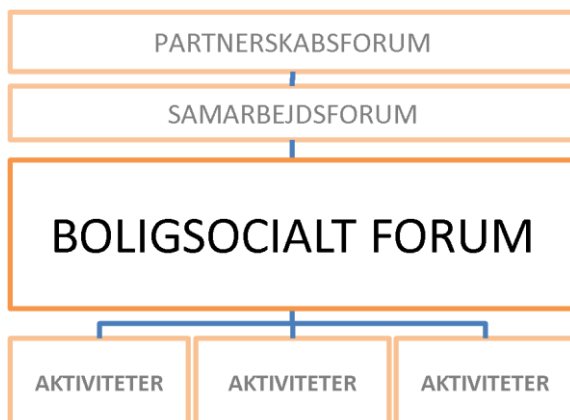 PARTNERSKABSFORUM
SAMARBEJDSFORUM
BOLIGSOCIALT FORUM
AKTIVITETER
AKTIVITETER
AKTIVITETER